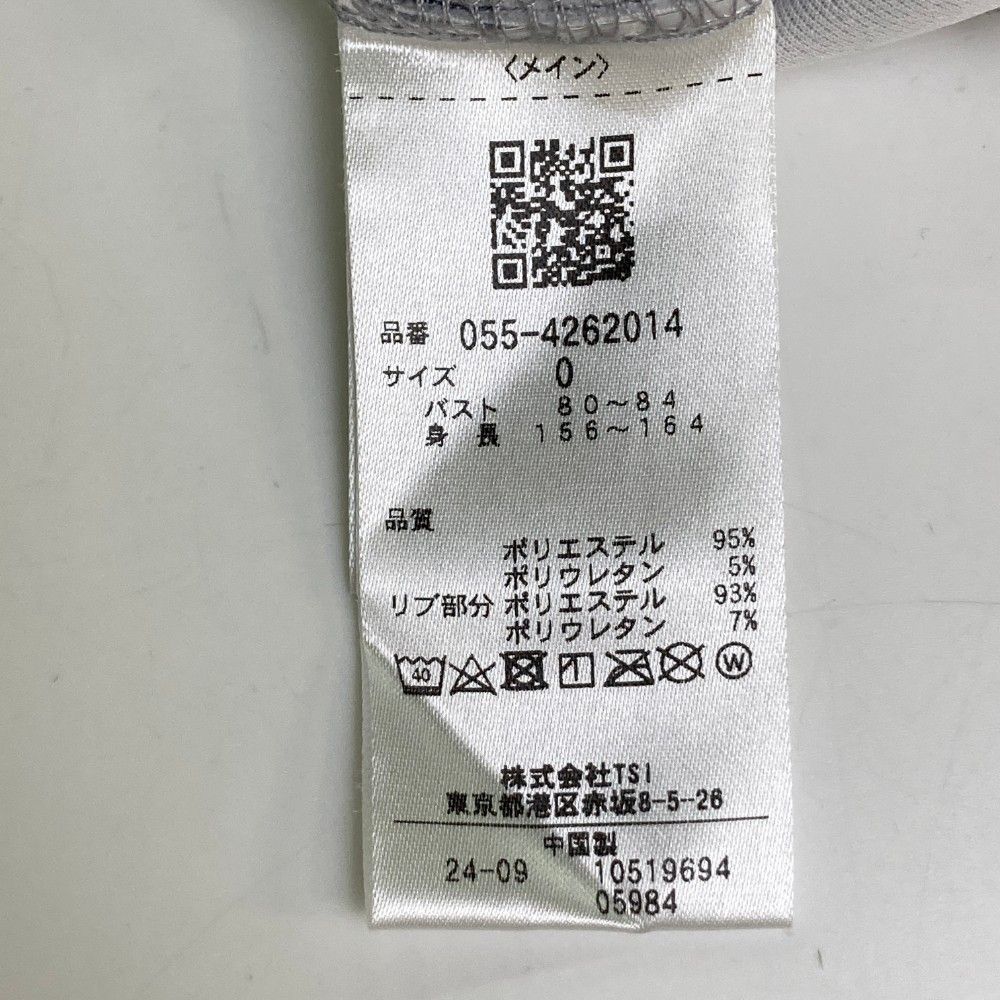 〈メイン〉
品番 055-4262014
サイズ 0
バスト 80～84
身長 156～164
品質
ポリエステル 95%
ポリウレタン 5%
リブ部分 ポリエステル 93%
ポリウレタン 7%
40 W
株式会社TSI
東京都港区赤坂8-5-26
中国製
24-09 10519694
05984